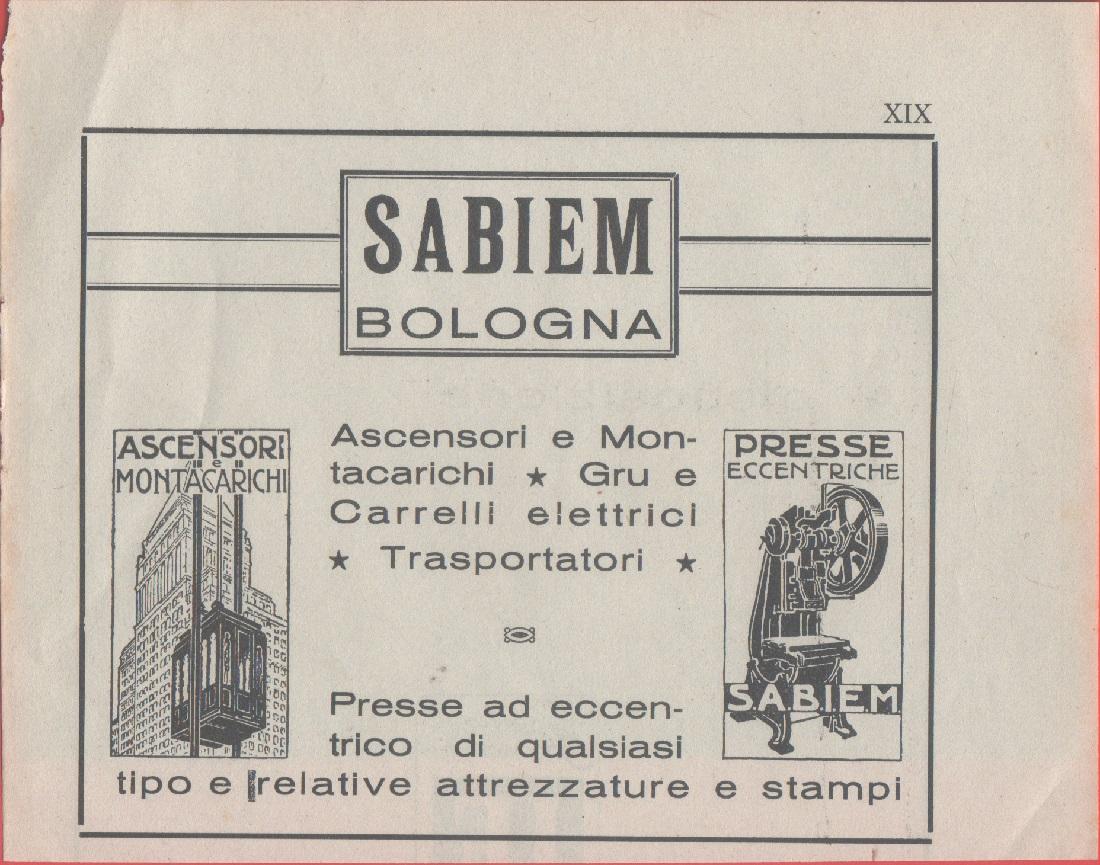 XIX
SABIEM
BOLOGNA
ASCENSORI
e
MONTACARICHI
Ascensori e Mon-
tacarichi ★ Gru e
Carrelli elettrici
★ Trasportatori ★
PRESSE
ECCENTRICHE
SABIEM
Presse ad eccen-
trico di qualsiasi
tipo e relative attrezzature e stampi